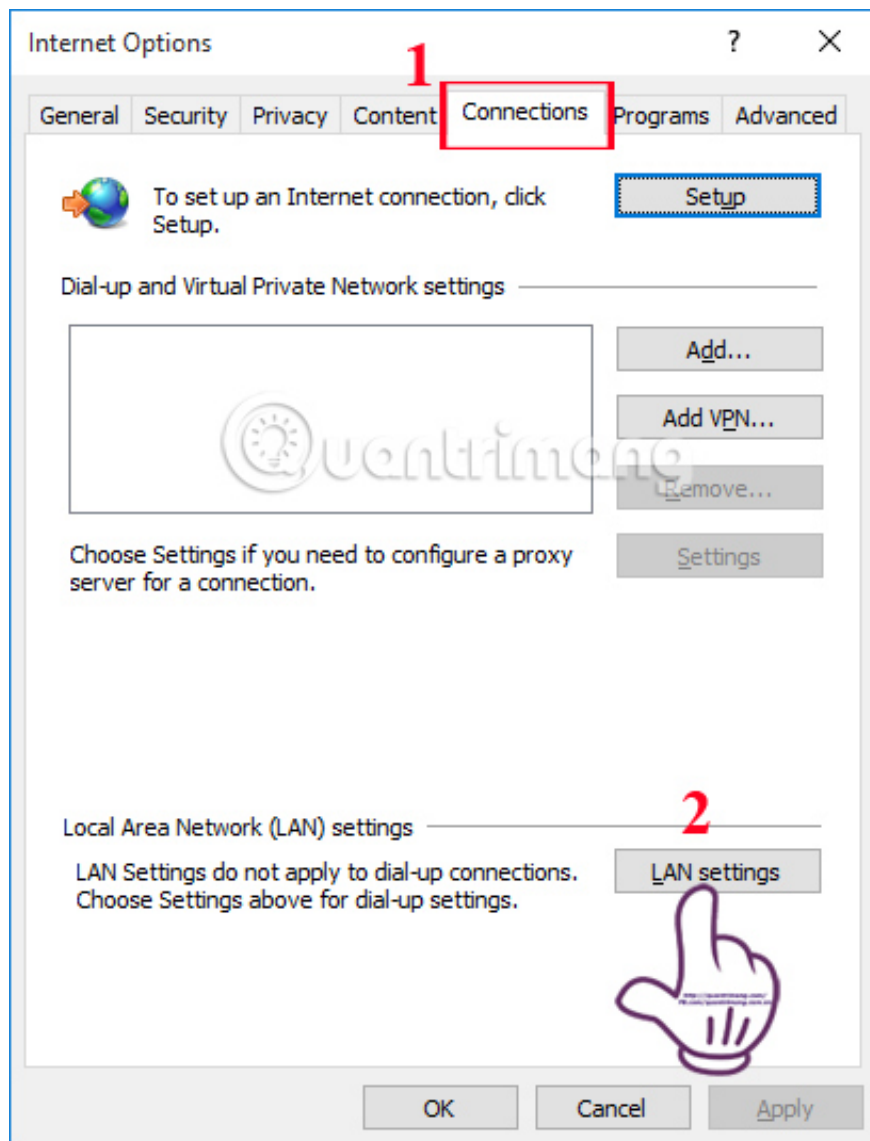 Internet Options
?
1
General
Security
Privacy
Content
Connections
Programs
Advanced
To set up an Internet connection, click
Setup.
Setup
Dial-up and Virtual Private Network settings
Add...
Add VPN...
Quantrimang
Remove...
Choose Settings if you need to configure a proxy
server for a connection.
Settings
2
Local Area Network (LAN) settings
LAN Settings do not apply to dial-up connections.
Choose Settings above for dial-up settings.
LAN settings
OK
Cancel
Apply